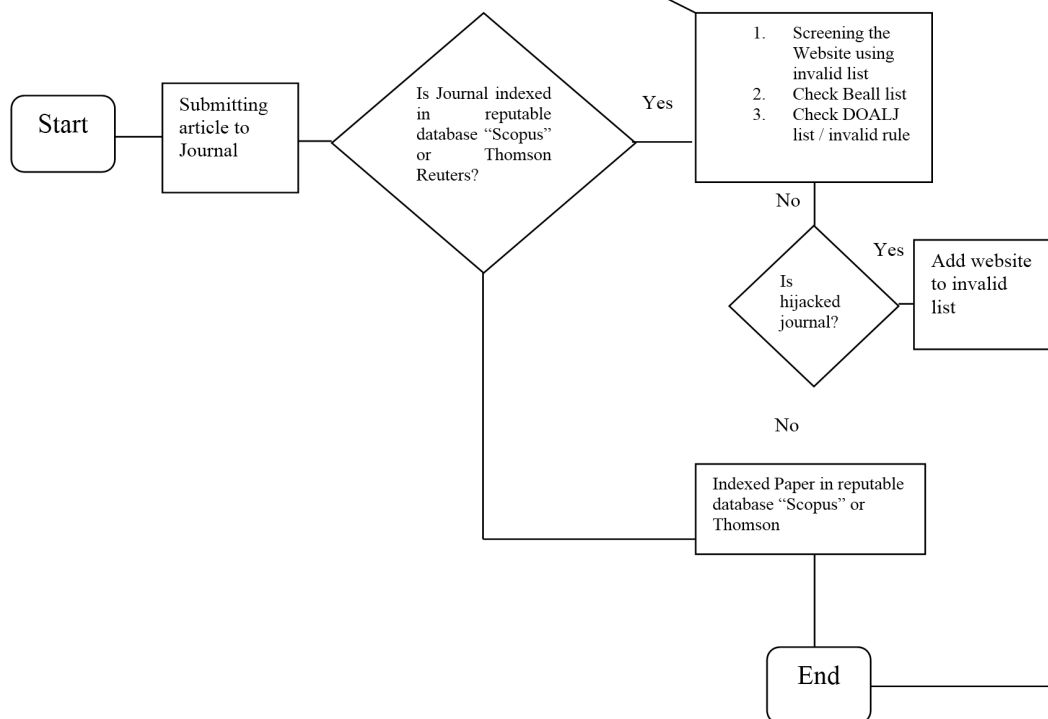 Start
Submitting
article to
Journal
Is Journal indexed
in reputable
database “Scopus”
or Thomson
Reuters?
Yes
1. Screening the
Website using
invalid list
2. Check Beall list
3. Check DOALJ
list / invalid rule
No
Is
hijacked
journal?
Yes
Add website
to invalid
list
No
Indexed Paper in reputable
database “Scopus” or
Thomson
End